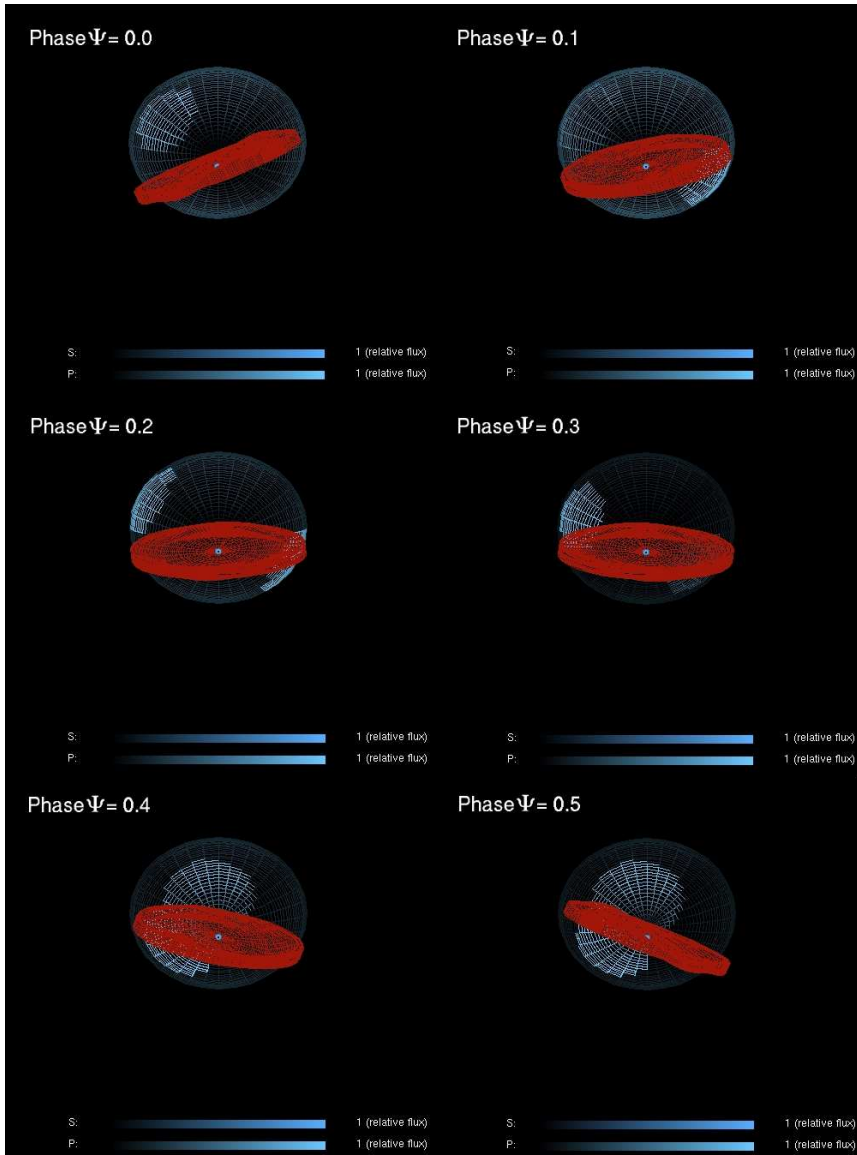 Phase Ψ = 0.0
Phase Ψ = 0.1
S: 1 (relative flux)
P: 1 (relative flux)
S: 1 (relative flux)
P: 1 (relative flux)
Phase Ψ = 0.2
Phase Ψ = 0.3
S: 1 (relative flux)
P: 1 (relative flux)
S: 1 (relative flux)
P: 1 (relative flux)
Phase Ψ = 0.4
Phase Ψ = 0.5
S: 1 (relative flux)
P: 1 (relative flux)
S: 1 (relative flux)
P: 1 (relative flux)